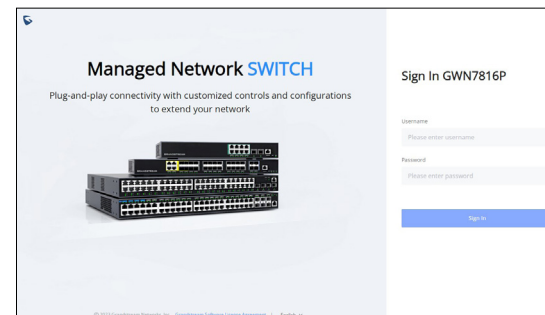 Managed Network SWITCH
Plug-and-play connectivity with customized controls and configurations
to extend your network
Sign In GWN7816P
Username
Please enter username
Password
Please enter password
Sign In